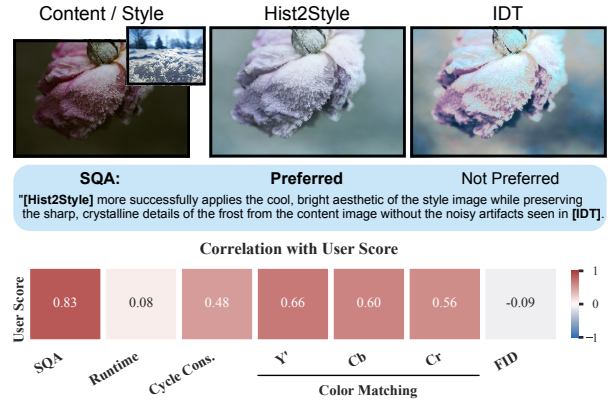 Content / Style
Hist2Style
IDT
SQA:
Preferred
Not Preferred
"[Hist2Style] more successfully applies the cool, bright aesthetic of the style image while preserving
the sharp, crystalline details of the frost from the content image without the noisy artifacts seen in [IDT].
Correlation with User Score
User Score
0.83
0.08
0.48
0.66
0.60
0.56
-0.09
1
0
−1
SQA
Runtime
Cycle Cons.
Y'
Cb
Cr
FID
Color Matching